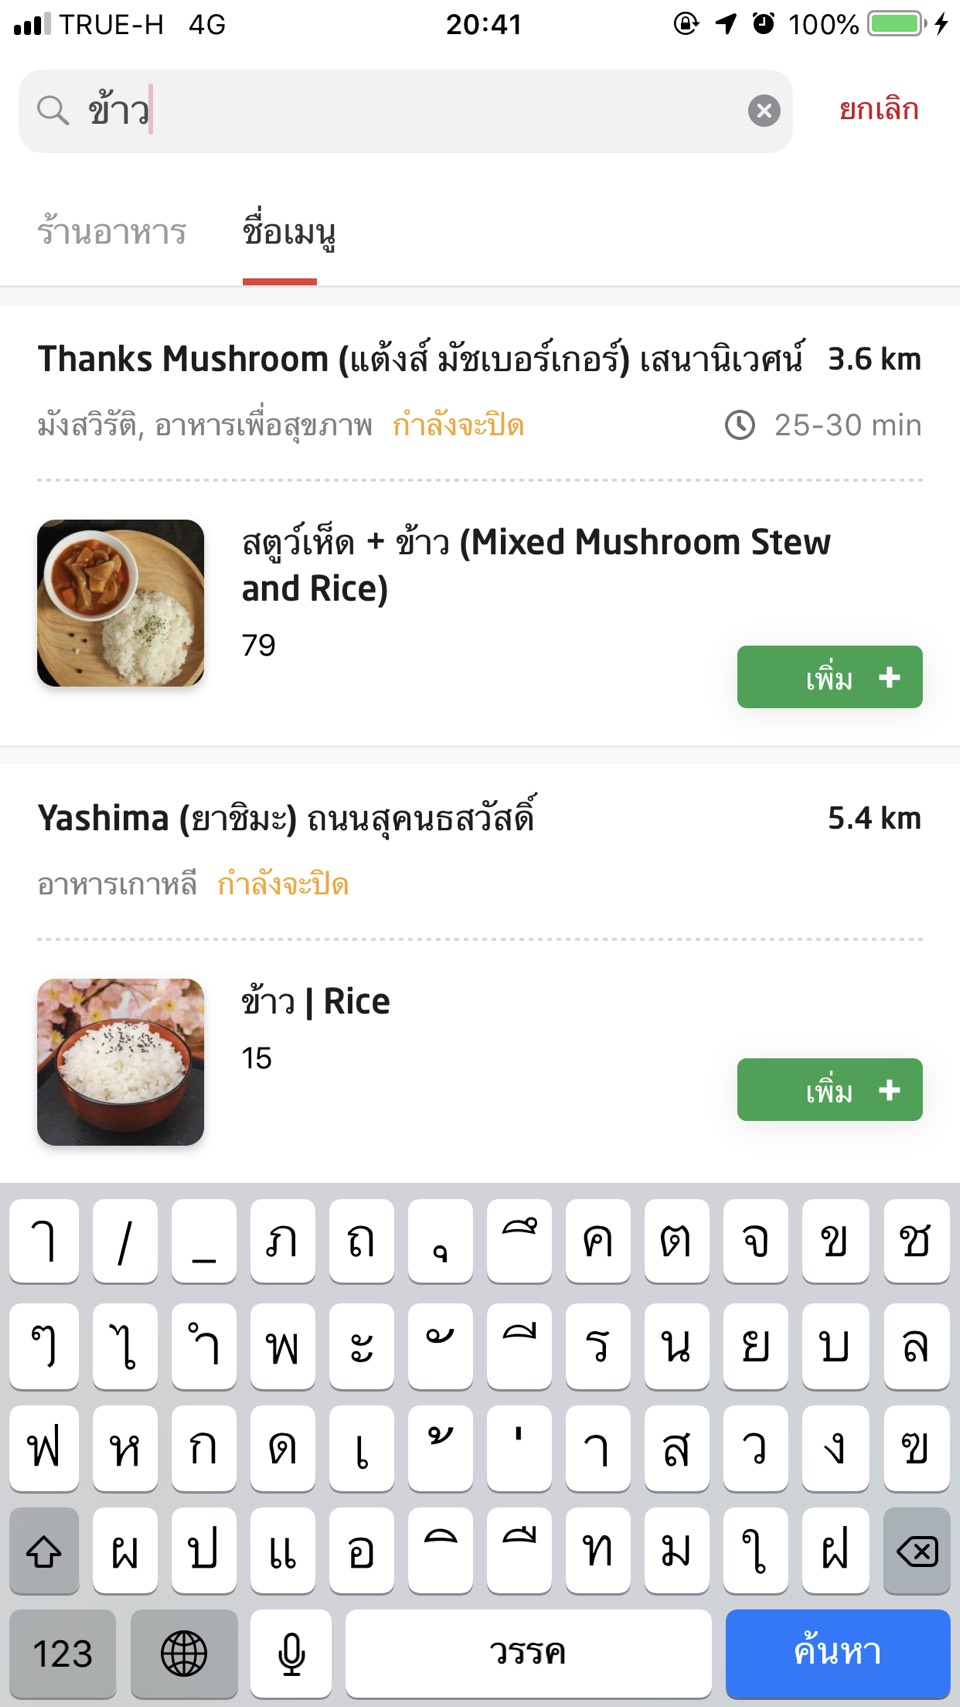 TRUE-H 4G 20:41 100%
ข้าว ยกเลิก
ร้านอาหาร ชื่อเมนู
Thanks Mushroom (แต้งส์ มัชเบอร์เกอร์) เสนานิเวศน์ 3.6 km
มังสวิรัติ, อาหารเพื่อสุขภาพ กำลังจะปิด 25-30 min
สตูว์เห็ด + ข้าว (Mixed Mushroom Stew
and Rice)
79
เพิ่ม +
Yashima (ยาชิมะ) ถนนสุคนธสวัสดิ์ 5.4 km
อาหารเกาหลี กำลังจะปิด
ข้าว | Rice
15
เพิ่ม +
ๅ / _ ภ ถ ุ ึ ค ต จ ข ช
ๆ ไ ำ พ ะ ั ี ร น ย บ ล
ฟ ห ก ด เ ้ ่ า ส ว ง ฃ
ผ ป แ อ ิ ื ท ม ใ ฝ
123 วรรค ค้นหา